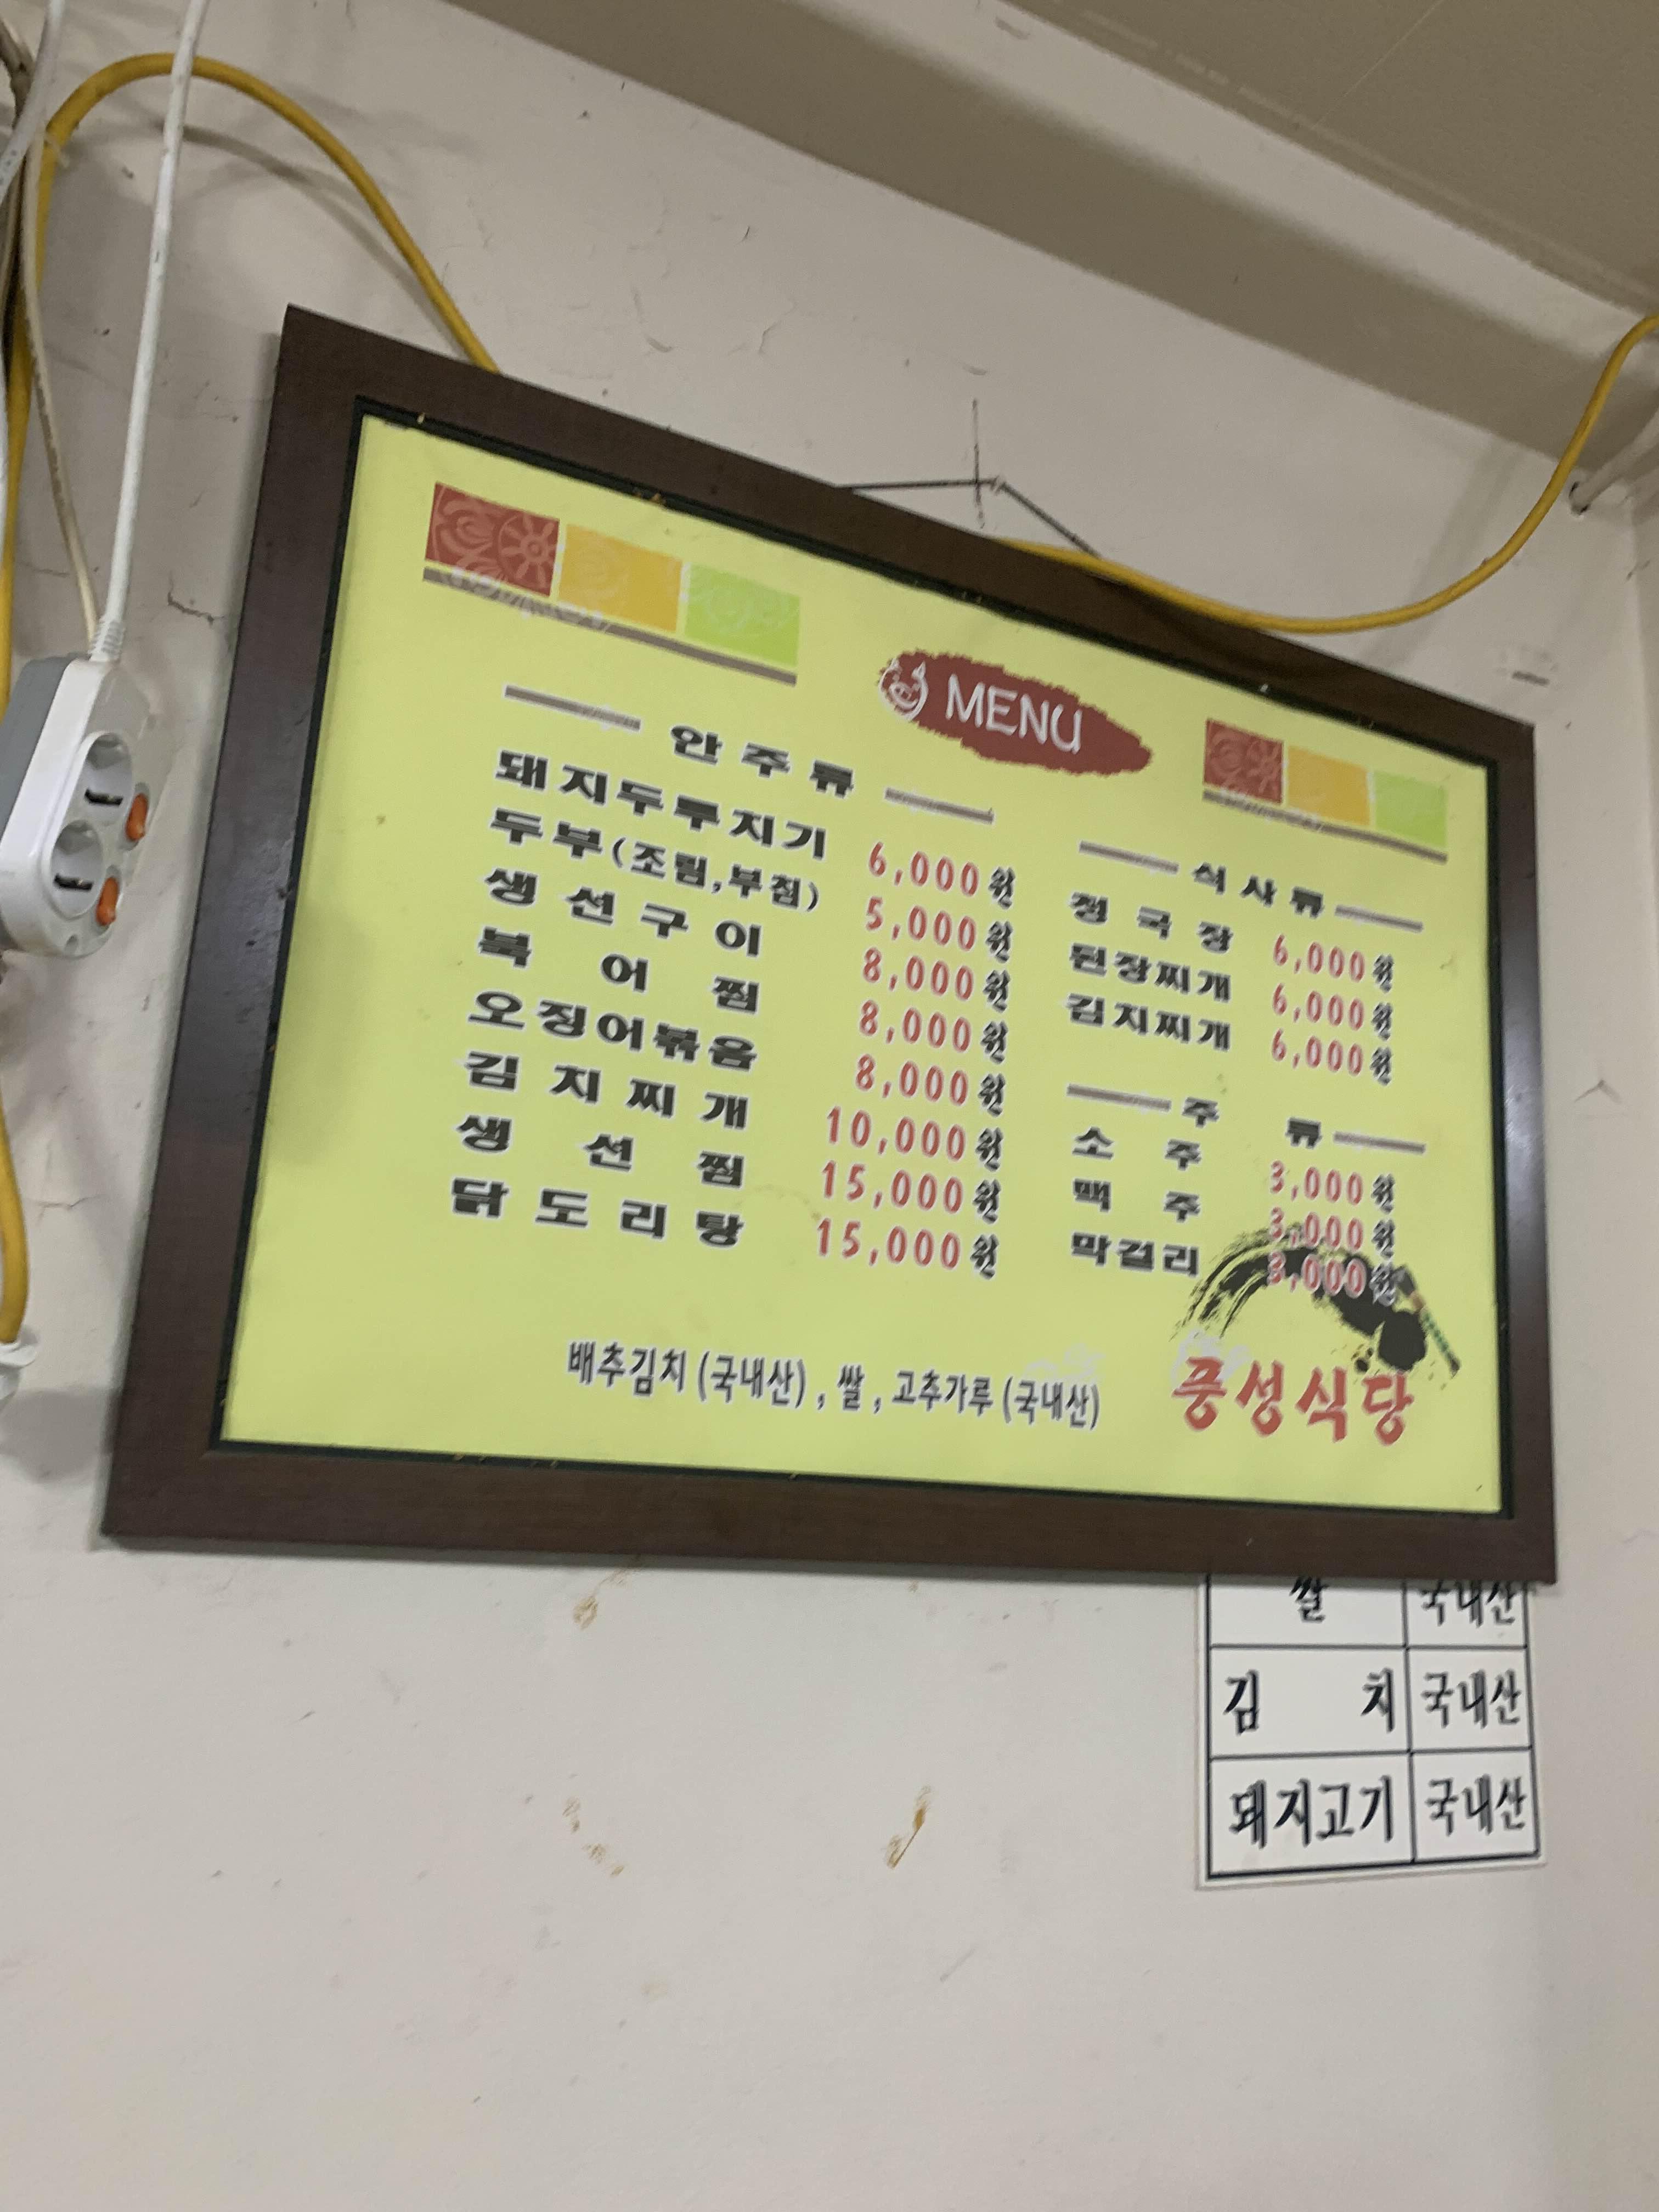 MENU
안주류
돼지두루치기 6,000원
두부(조림,부침) 5,000원
생선구이 8,000원
북어찜 8,000원
오징어볶음 8,000원
김치찌개 10,000원
생선찜 15,000원
닭도리탕 15,000원
식사류
청국장 6,000원
된장찌개 6,000원
김치찌개 6,000원
주류
소주 3,000원
맥주 3,000원
막걸리 3,000원
배추김치 (국내산) , 쌀 , 고추가루 (국내산)
풍성식당
쌀 국내산
김치 국내산
돼지고기 국내산